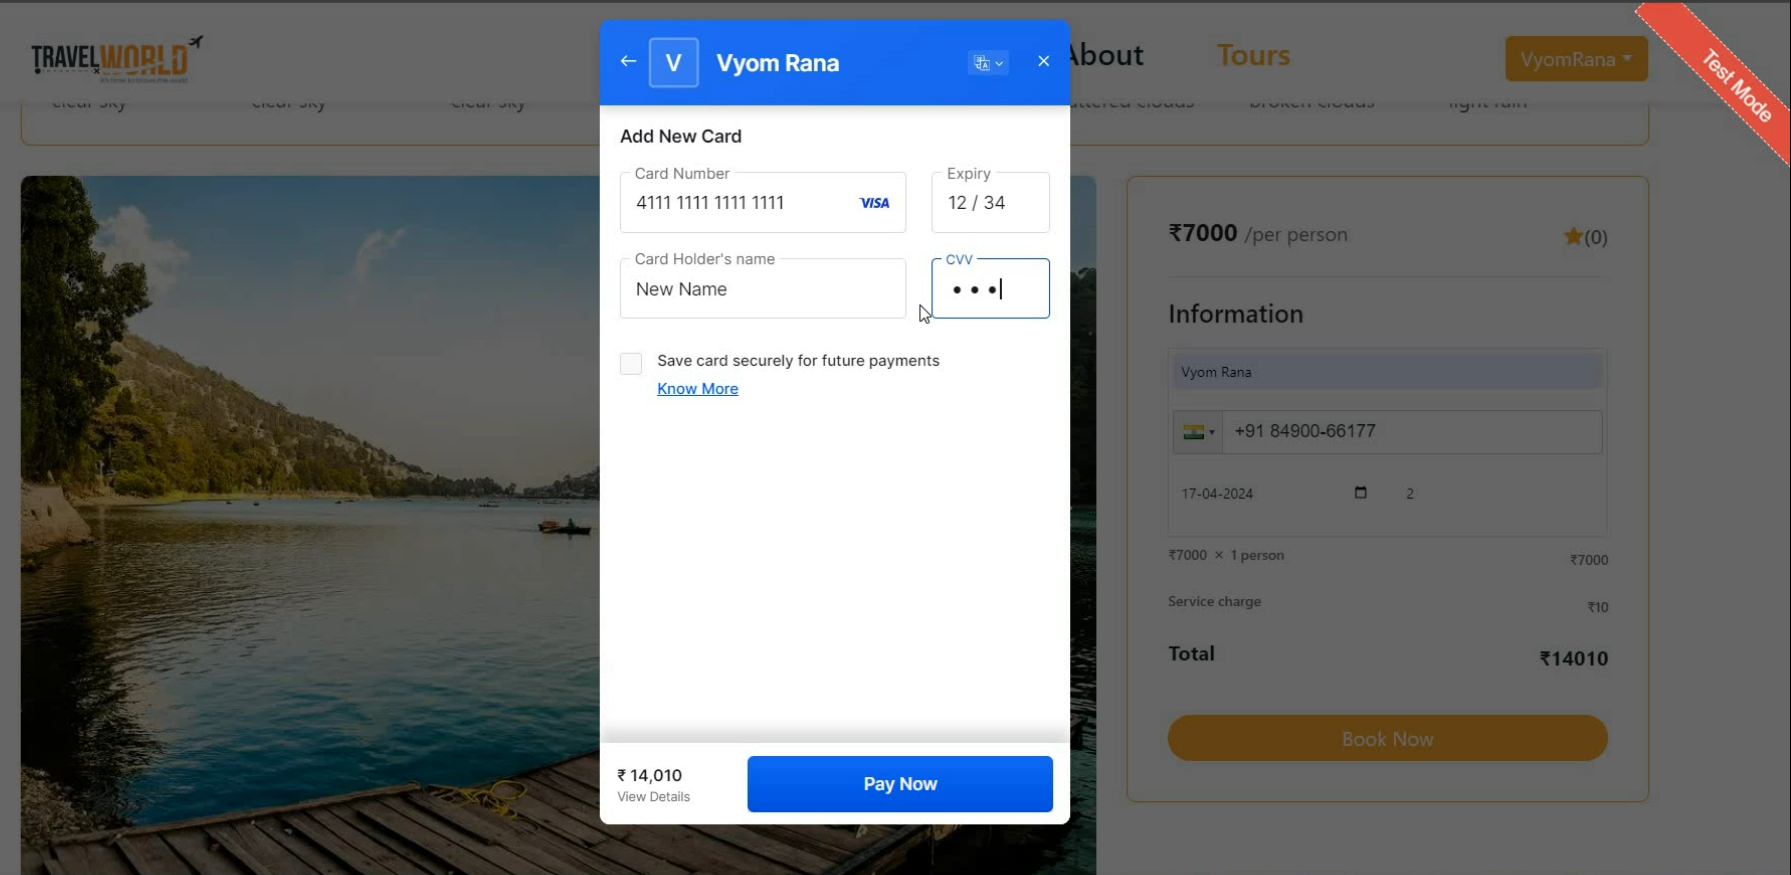 TRAVELWORLD
V
Vyom Rana
About
Tours
VyomRana
Test Mode
clear sky
clear sky
clear sky
scattered clouds
broken clouds
light rain
Add New Card
Card Number
4111 1111 1111 1111
VISA
Expiry
12 / 34
Card Holder's name
New Name
CVV
Save card securely for future payments
Know More
₹ 14,010
View Details
Pay Now
₹7000 /per person
(0)
Information
Vyom Rana
+91 84900-66177
17-04-2024
2
₹7000 × 1 person
₹7000
Service charge
₹10
Total
₹14010
Book Now